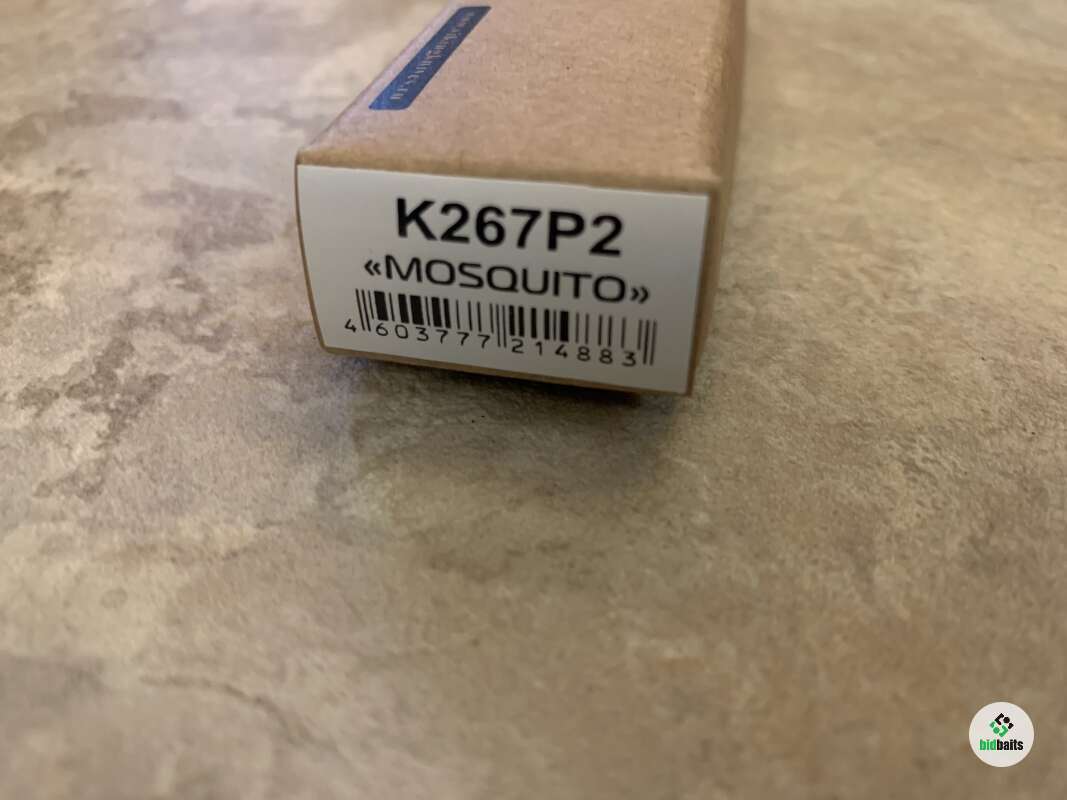 K267P2
«MOSQUITO»
4 603777 214883
bidbaits